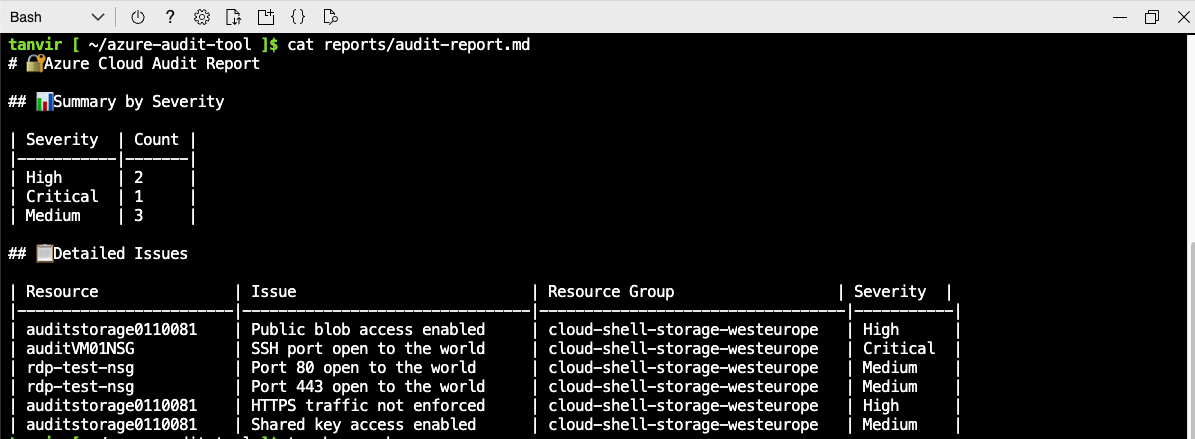 Bash
tanvir [ ~/azure-audit-tool ]$ cat reports/audit-report.md
# 🔐Azure Cloud Audit Report
## 📊Summary by Severity
| Severity | Count |
|-----------|-------|
| High | 2 |
| Critical | 1 |
| Medium | 3 |
## 📋Detailed Issues
| Resource | Issue | Resource Group | Severity |
|------------------------|--------------------------------|----------------------------------|-----------|
| auditstorage0110081 | Public blob access enabled | cloud-shell-storage-westeurope | High |
| auditVM01NSG | SSH port open to the world | cloud-shell-storage-westeurope | Critical |
| rdp-test-nsg | Port 80 open to the world | cloud-shell-storage-westeurope | Medium |
| rdp-test-nsg | Port 443 open to the world | cloud-shell-storage-westeurope | Medium |
| auditstorage0110081 | HTTPS traffic not enforced | cloud-shell-storage-westeurope | High |
| auditstorage0110081 | Shared key access enabled | cloud-shell-storage-westeurope | Medium |